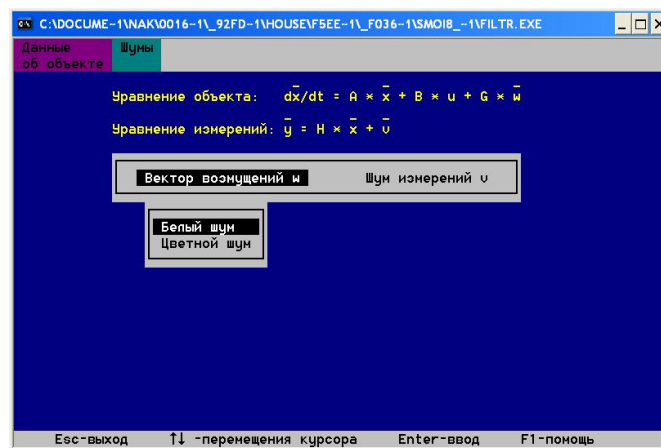 C:\DOCUME~1\NAK\0016~1\_92FD~1\HOUSE\F5EE~1\_F036~1\SMOI8_~1\FILTR.EXE
Данные Шумы
об объекте
Уравнение объекта: dx̅/dt = A * x̅ + B * u + G * w̅
Уравнение измерений: y̅ = H * x̅ + υ̅
Вектор возмущений w Шум измерений υ
Белый шум
Цветной шум
Esc-выход ↑↓ -перемещения курсора Enter-ввод F1-помощь